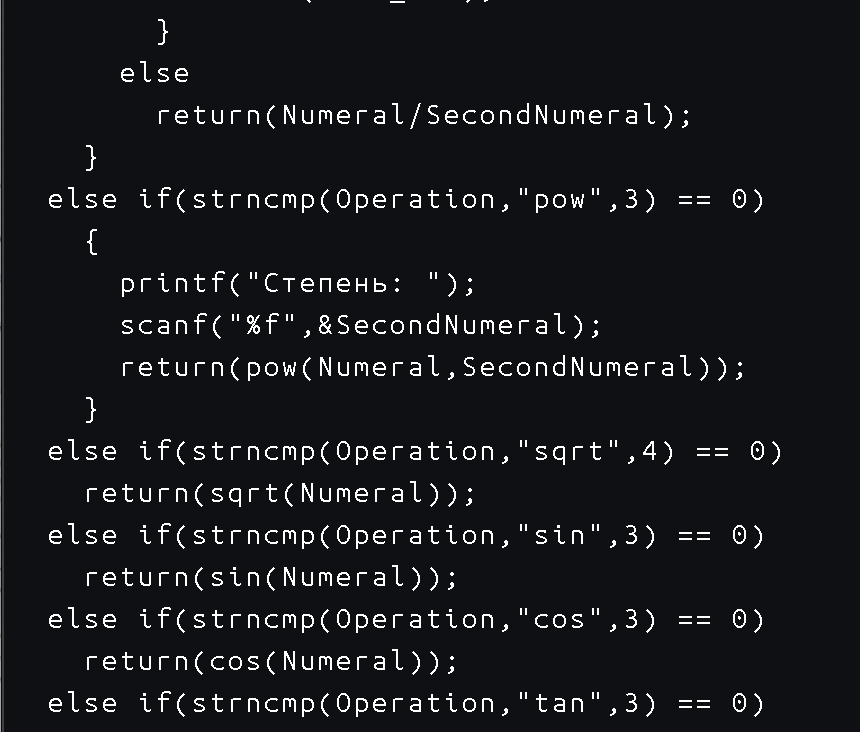 }
else
return(Numeral/SecondNumeral);
}
else if(strncmp(Operation,"pow",3) == 0)
{
printf("Степень: ");
scanf("%f",&SecondNumeral);
return(pow(Numeral,SecondNumeral));
}
else if(strncmp(Operation,"sqrt",4) == 0)
return(sqrt(Numeral));
else if(strncmp(Operation,"sin",3) == 0)
return(sin(Numeral));
else if(strncmp(Operation,"cos",3) == 0)
return(cos(Numeral));
else if(strncmp(Operation,"tan",3) == 0)